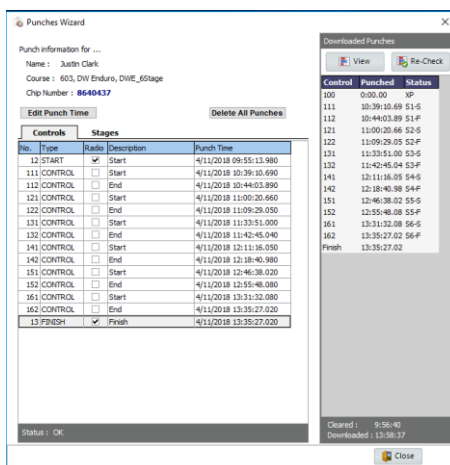 Punches Wizard
Punch information for ...
Name : Justin Clark
Course : 603, DW Enduro, DWE_6Stage
Chip Number : 8640437
Edit Punch Time Delete All Punches
Controls Stages
No. Type Radio Description Punch Time
12 START Start 4/11/2018 09:55:13.980
111 CONTROL Start 4/11/2018 10:39:10.690
112 CONTROL End 4/11/2018 10:44:03.890
121 CONTROL Start 4/11/2018 11:00:20.660
122 CONTROL End 4/11/2018 11:09:29.050
131 CONTROL Start 4/11/2018 11:33:51.000
132 CONTROL End 4/11/2018 11:42:45.040
141 CONTROL Start 4/11/2018 12:11:16.050
142 CONTROL End 4/11/2018 12:18:40.980
151 CONTROL Start 4/11/2018 12:46:38.020
152 CONTROL End 4/11/2018 12:55:48.080
161 CONTROL Start 4/11/2018 13:31:32.080
162 CONTROL End 4/11/2018 13:35:27.020
13 FINISH Finish 4/11/2018 13:35:27.020
Status : OK
Downloaded Punches
View Re-Check
Control Punched Status
100 0:00.00 XP
111 10:39:10.69 S1-S
112 10:44:03.89 S1-F
121 11:00:20.66 S2-S
122 11:09:29.05 S2-F
131 11:33:51.00 S3-S
132 11:42:45.04 S3-F
141 12:11:16.05 S4-S
142 12:18:40.98 S4-F
151 12:46:38.02 S5-S
152 12:55:48.08 S5-F
161 13:31:32.08 S6-S
162 13:35:27.02 S6-F
Finish 13:35:27.02
Cleared : 9:56:40
Downloaded : 13:58:37
Close